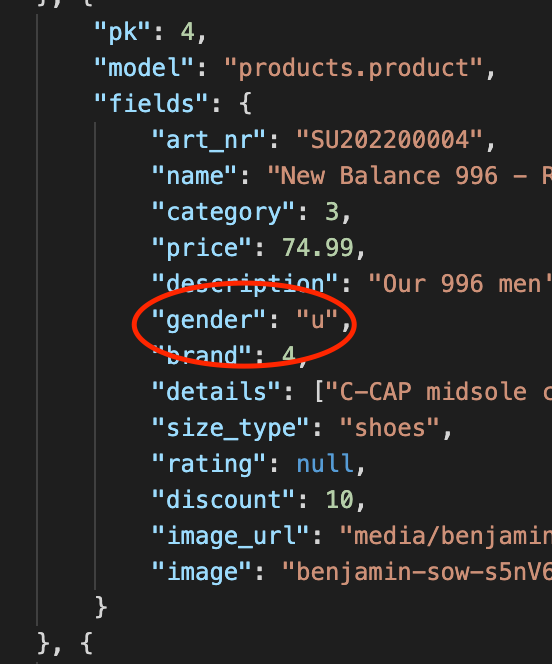 }, {
"pk": 4,
"model": "products.product",
"fields": {
"art_nr": "SU202200004",
"name": "New Balance 996 – R
"category": 3,
"price": 74.99,
"description": "Our 996 men'
"gender": "u",
"brand": 4,
"details": ["C-CAP midsole c
"size_type": "shoes",
"rating": null,
"discount": 10,
"image_url": "media/benjamin
"image": "benjamin-sow-s5nV6
}
}, {